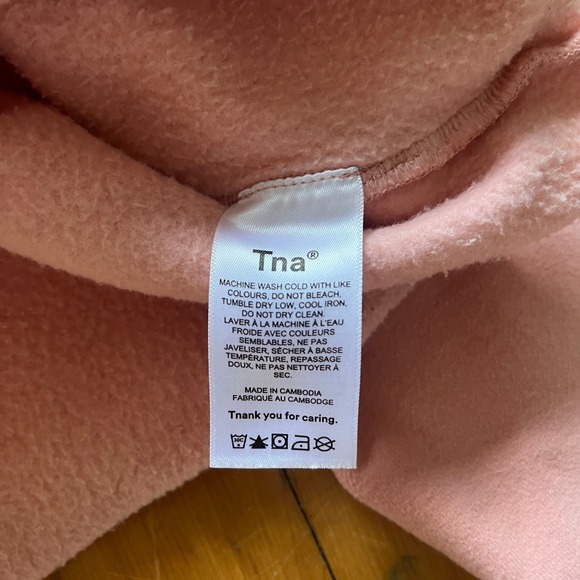 Tna®
MACHINE WASH COLD WITH LIKE
COLOURS, DO NOT BLEACH,
TUMBLE DRY LOW, COOL IRON,
DO NOT DRY CLEAN.
LAVER À LA MACHINE À L'EAU
FROIDE AVEC COULEURS
SEMBLABLES, NE PAS
JAVELISER, SÉCHER À BASSE
TEMPÉRATURE, REPASSAGE
DOUX, NE PAS NETTOYER À
SEC.
MADE IN CAMBODIA
FABRIQUÉ AU CAMBODGE
Tnank you for caring.